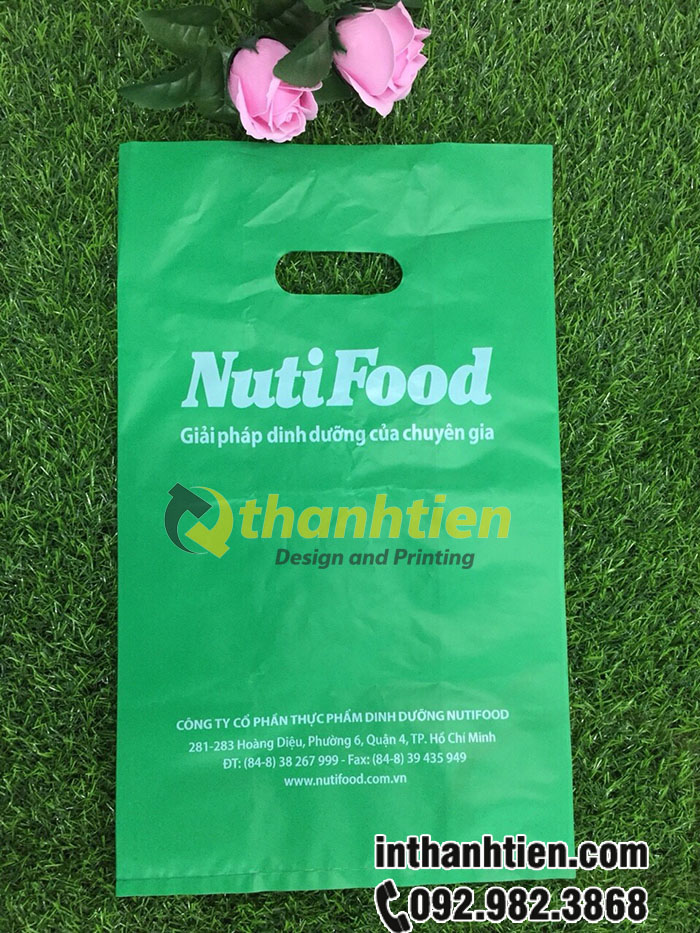 NutiFood
Giải pháp dinh dưỡng của chuyên gia
thanhtien
Design and Printing
CÔNG TY CỔ PHẦN THỰC PHẨM DINH DƯỠNG NUTIFOOD
281-283 Hoàng Diệu, Phường 6, Quận 4, TP. Hồ Chí Minh
ĐT: (84-8) 38 267 999 - Fax: (84-8) 39 435 949
www.nutifood.com.vn
inthanhtien.com
092.982.3868